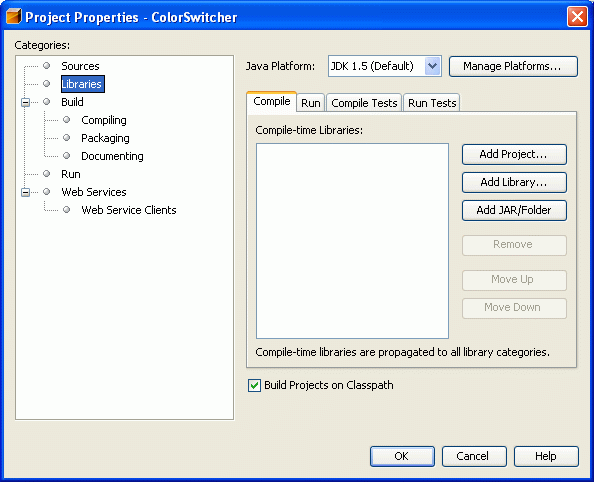 Project Properties - ColorSwitcher
Categories:
Sources
Libraries
Build
Compiling
Packaging
Documenting
Run
Web Services
Web Service Clients
Java Platform: JDK 1.5 (Default) Manage Platforms...
Compile Run Compile Tests Run Tests
Compile-time Libraries:
Add Project...
Add Library...
Add JAR/Folder
Remove
Move Up
Move Down
Compile-time libraries are propagated to all library categories.
Build Projects on Classpath
OK Cancel Help